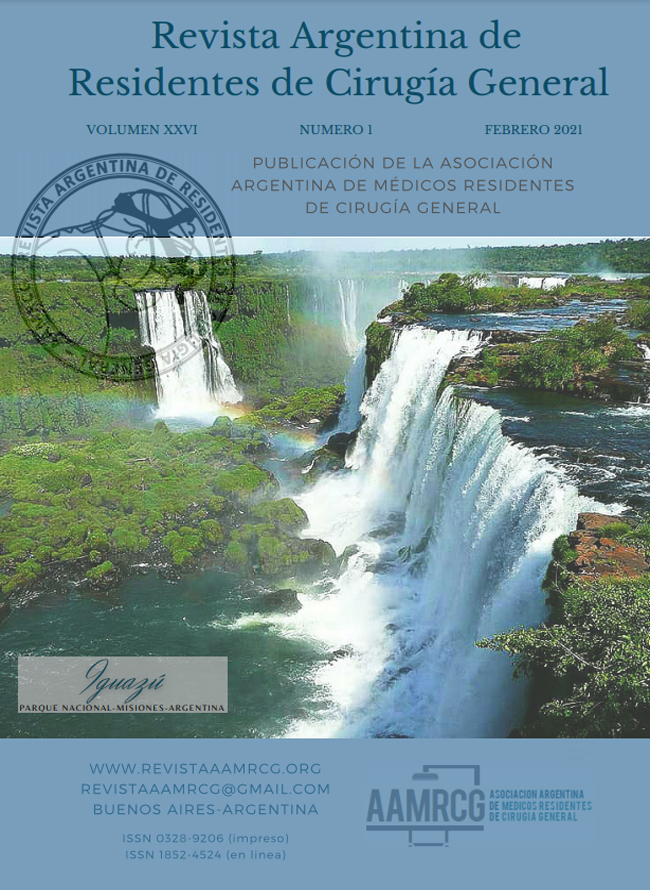 Revista Argentina de
Residentes de Cirugía General
VOLUMEN XXVI NUMERO 1 FEBRERO 2021
PUBLICACIÓN DE LA ASOCIACIÓN
ARGENTINA DE MÉDICOS RESIDENTES
DE CIRUGÍA GENERAL
REVISTA ARGENTINA DE RESIDENT
Iguazú
PARQUE NACIONAL-MISIONES-ARGENTINA
WWW.REVISTAAAMRCG.ORG
REVISTAAAMRCG@GMAIL.COM
BUENOS AIRES-ARGENTINA
ISSN 0328-9206 (impreso)
ISSN 1852-4524 (en linea)
AAMRCG
ASOCIACION ARGENTINA
DE MEDICOS RESIDENTES
DE CIRUGIA GENERAL